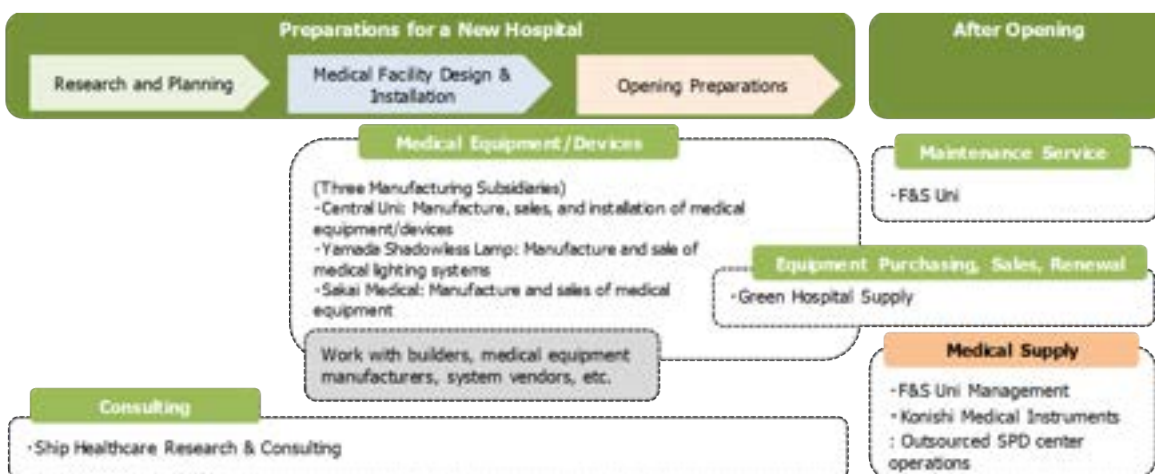 Preparations for a New Hospital
After Opening
Research and Planning
Medical Facility Design &
Installation
Opening Preparations
Medical Equipment/Devices
(Three Manufacturing Subsidiaries)
・Central Uni: Manufacture, sales, and installation of medical
equipment/devices
・Yamada Shadowless Lamp: Manufacture and sale of
medical lighting systems
・Sakai Medical: Manufacture and sales of medical
equipment
Work with builders, medical equipment
manufacturers, system vendors, etc.
Maintenance Service
・F&S Uni
Equipment Purchasing, Sales, Renewal
・Green Hospital Supply
Medical Supply
・F&S Uni Management
・Konishi Medical Instruments
: Outsourced SPD center
operations
Consulting
・Ship Healthcare Research & Consulting